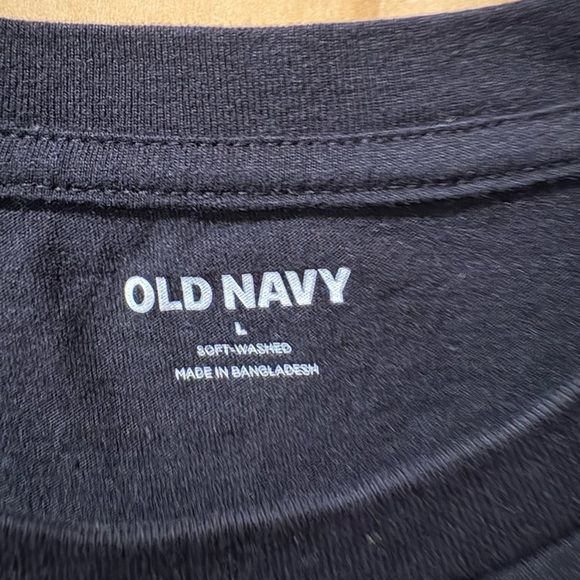 OLD NAVY
L
SOFT-WASHED
MADE IN BANGLADESH